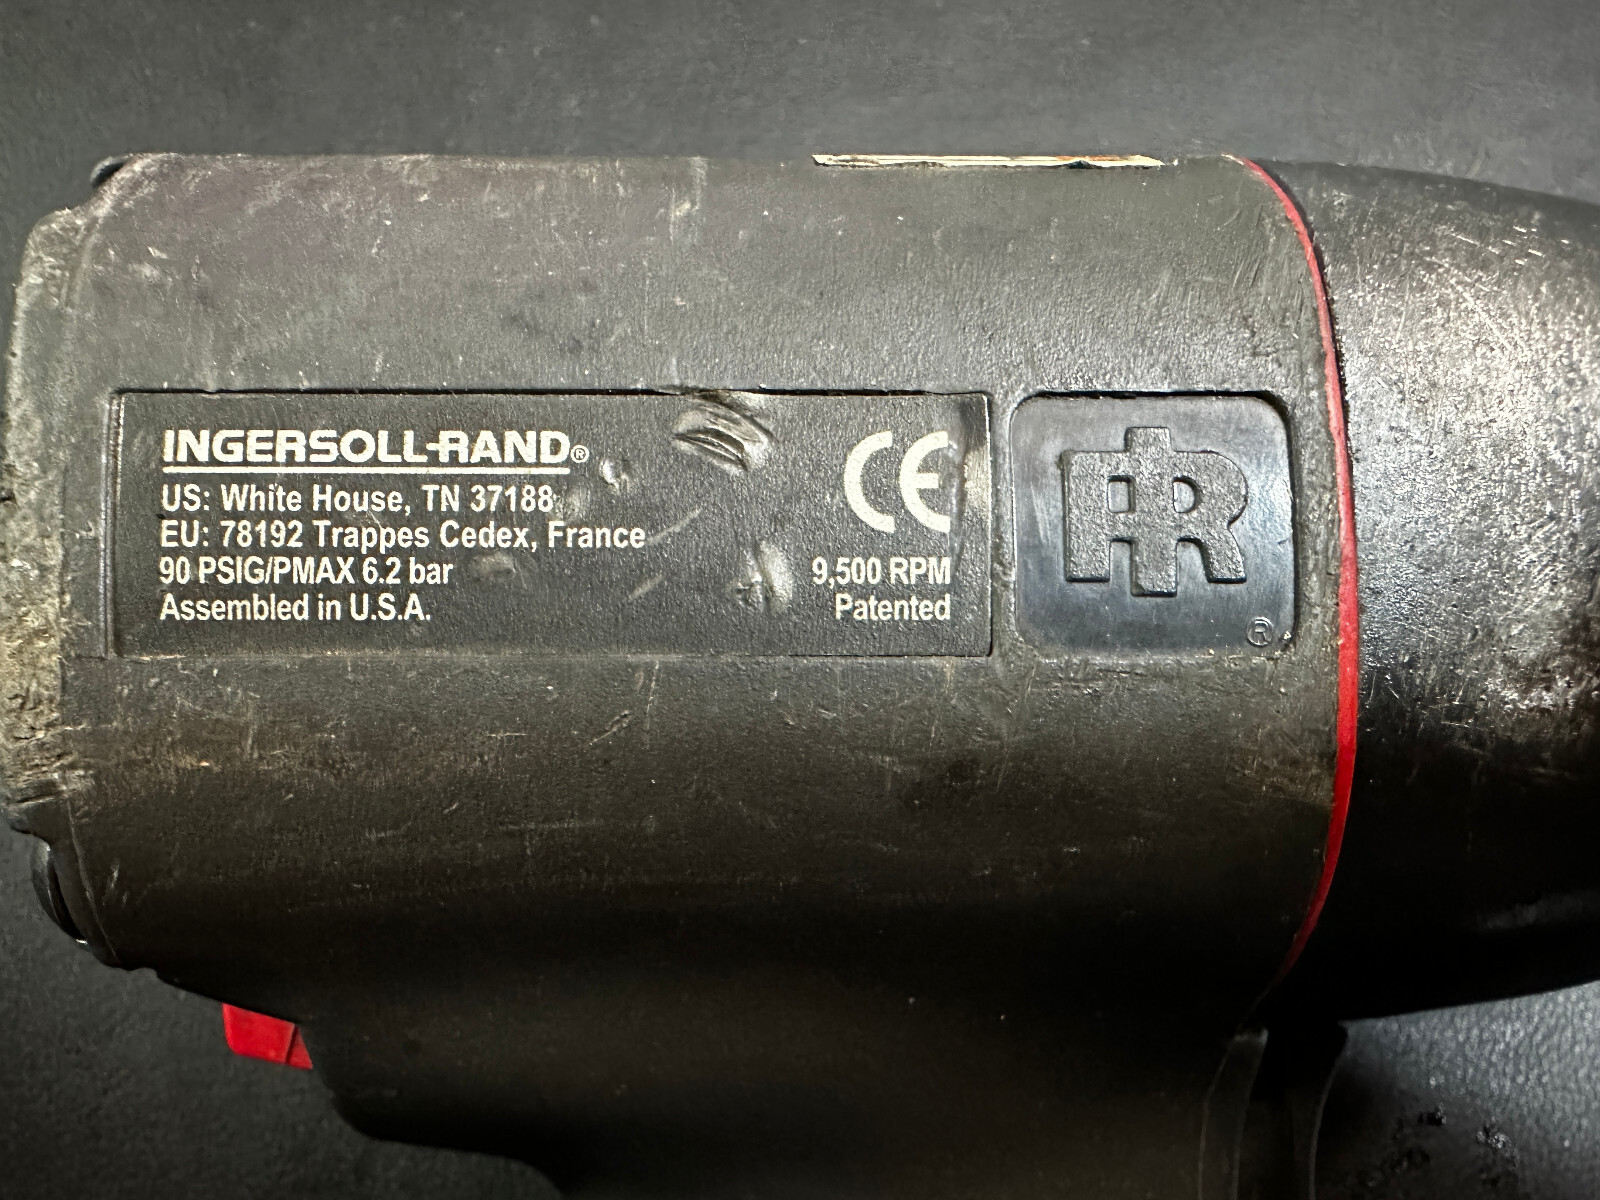 INGERSOLL-RAND®
US: White House, TN 37188
EU: 78192 Trappes Cedex, France
90 PSIG/PMAX 6.2 bar
Assembled in U.S.A.
CE
9,500 RPM
Patented
IR
®